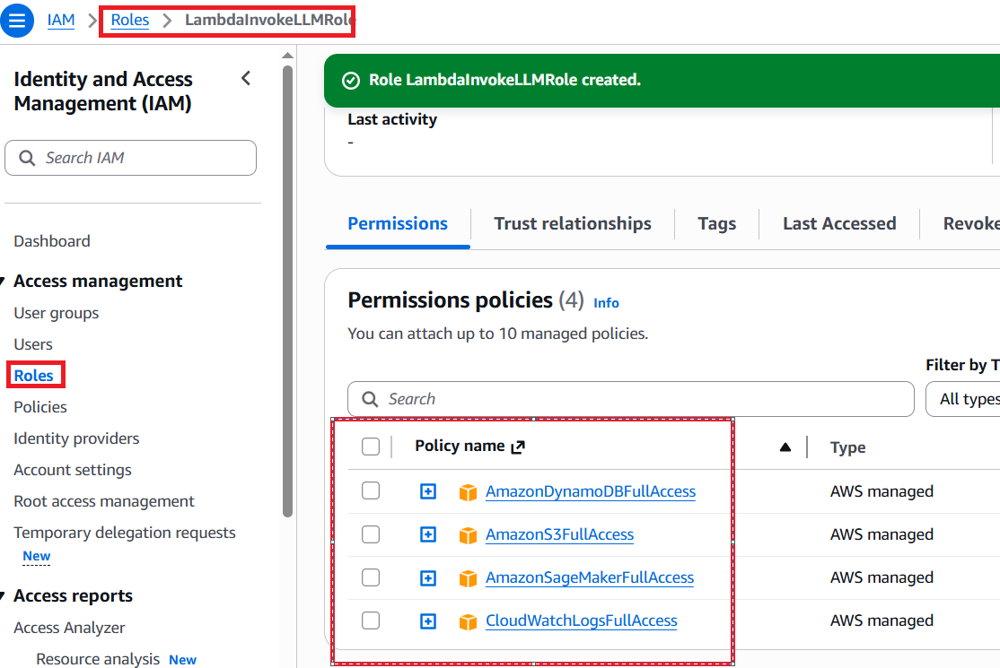 IAM > Roles > LambdaInvokeLLMRole
Identity and Access
Management (IAM)
Search IAM
Dashboard
Access management
User groups
Users
Roles
Policies
Identity providers
Account settings
Root access management
Temporary delegation requests
New
Access reports
Access Analyzer
Resource analysis New
Role LambdaInvokeLLMRole created.
Last activity
-
Permissions
Trust relationships
Tags
Last Accessed
Revoke
Permissions policies (4) Info
You can attach up to 10 managed policies.
Filter by T
Search
All types
Policy name
Type
AmazonDynamoDBFullAccess
AWS managed
AmazonS3FullAccess
AWS managed
AmazonSageMakerFullAccess
AWS managed
CloudWatchLogsFullAccess
AWS managed